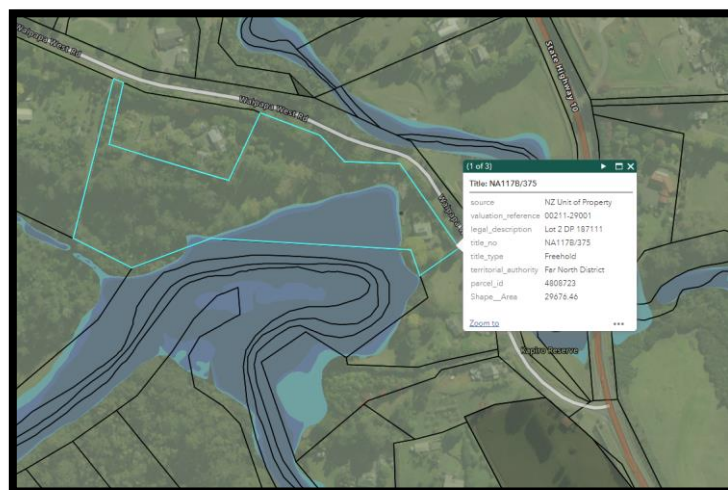 Waipapa West Rd
State Highway 10
Waipapa West Rd
(1 of 3)
Title: NA117B/375
source NZ Unit of Property
valuation_reference 00211-29001
legal_description Lot 2 DP 187111
title_no NA117B/375
title_type Freehold
territorial_authority Far North District
parcel_id 4808723
Shape__Area 29676.46
Zoom to
Kapiro Reserve